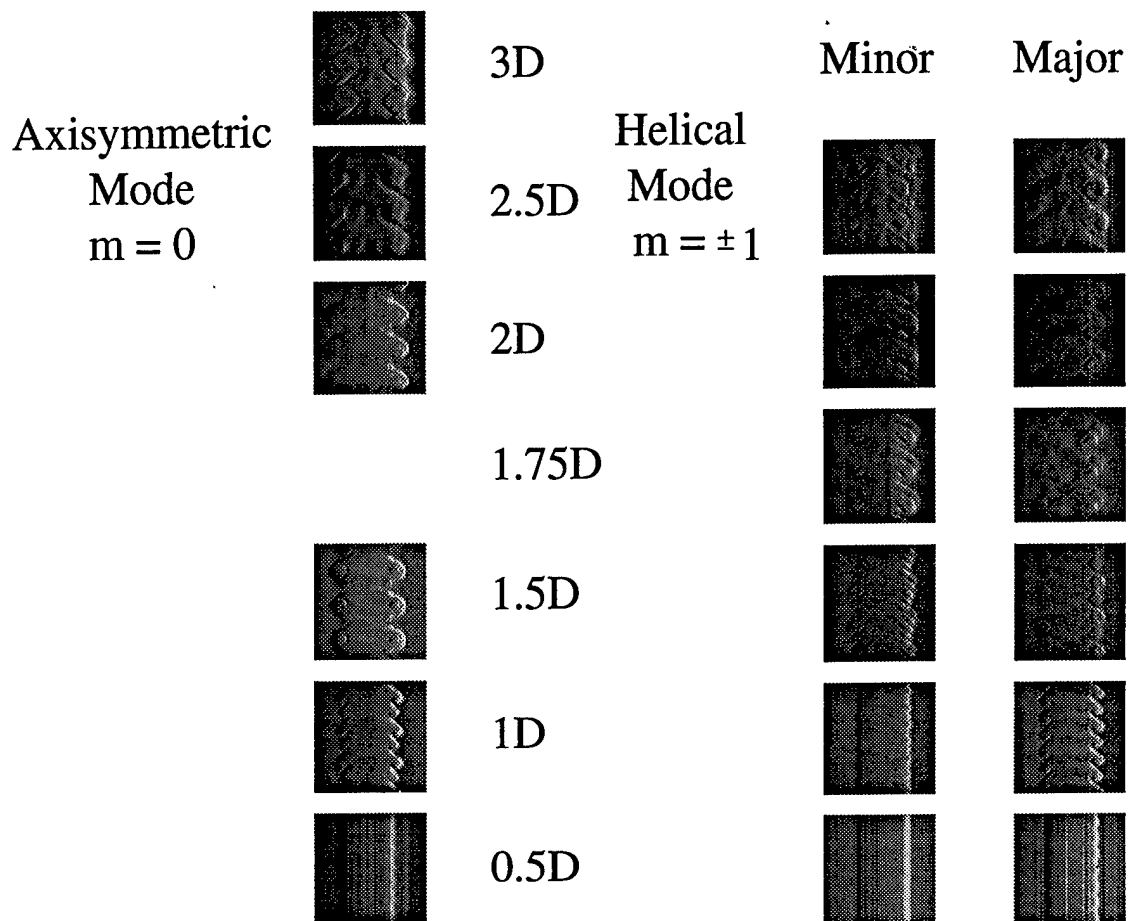 3D
Minor Major
Axisymmetric
Mode
m = 0
Helical
Mode
m = ±1
2.5D
2D
1.75D
1.5D
1D
0.5D